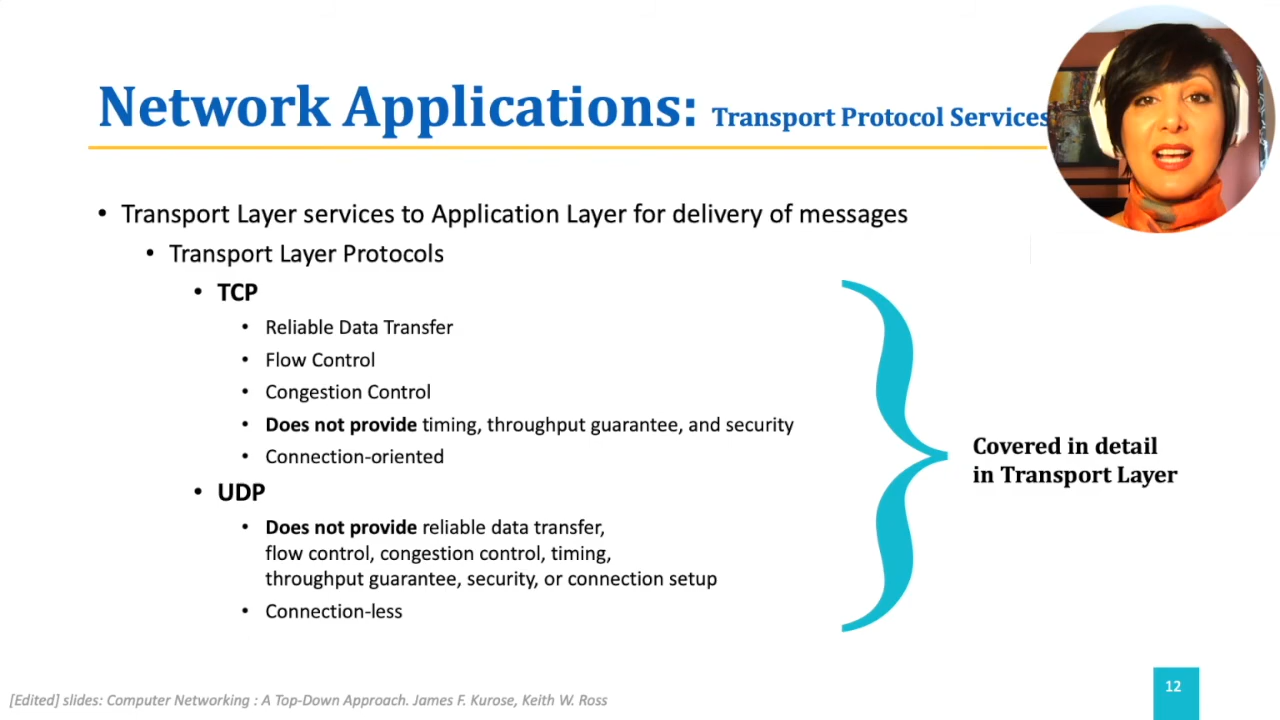 Network Applications: Transport Protocol Services
• Transport Layer services to Application Layer for delivery of messages
• Transport Layer Protocols
• TCP
• Reliable Data Transfer
• Flow Control
• Congestion Control
• Does not provide timing, throughput guarantee, and security
• Connection-oriented
• UDP
• Does not provide reliable data transfer,
flow control, congestion control, timing,
throughput guarantee, security, or connection setup
• Connection-less
Covered in detail
in Transport Layer
[Edited] slides: Computer Networking : A Top-Down Approach. James F. Kurose, Keith W. Ross
12